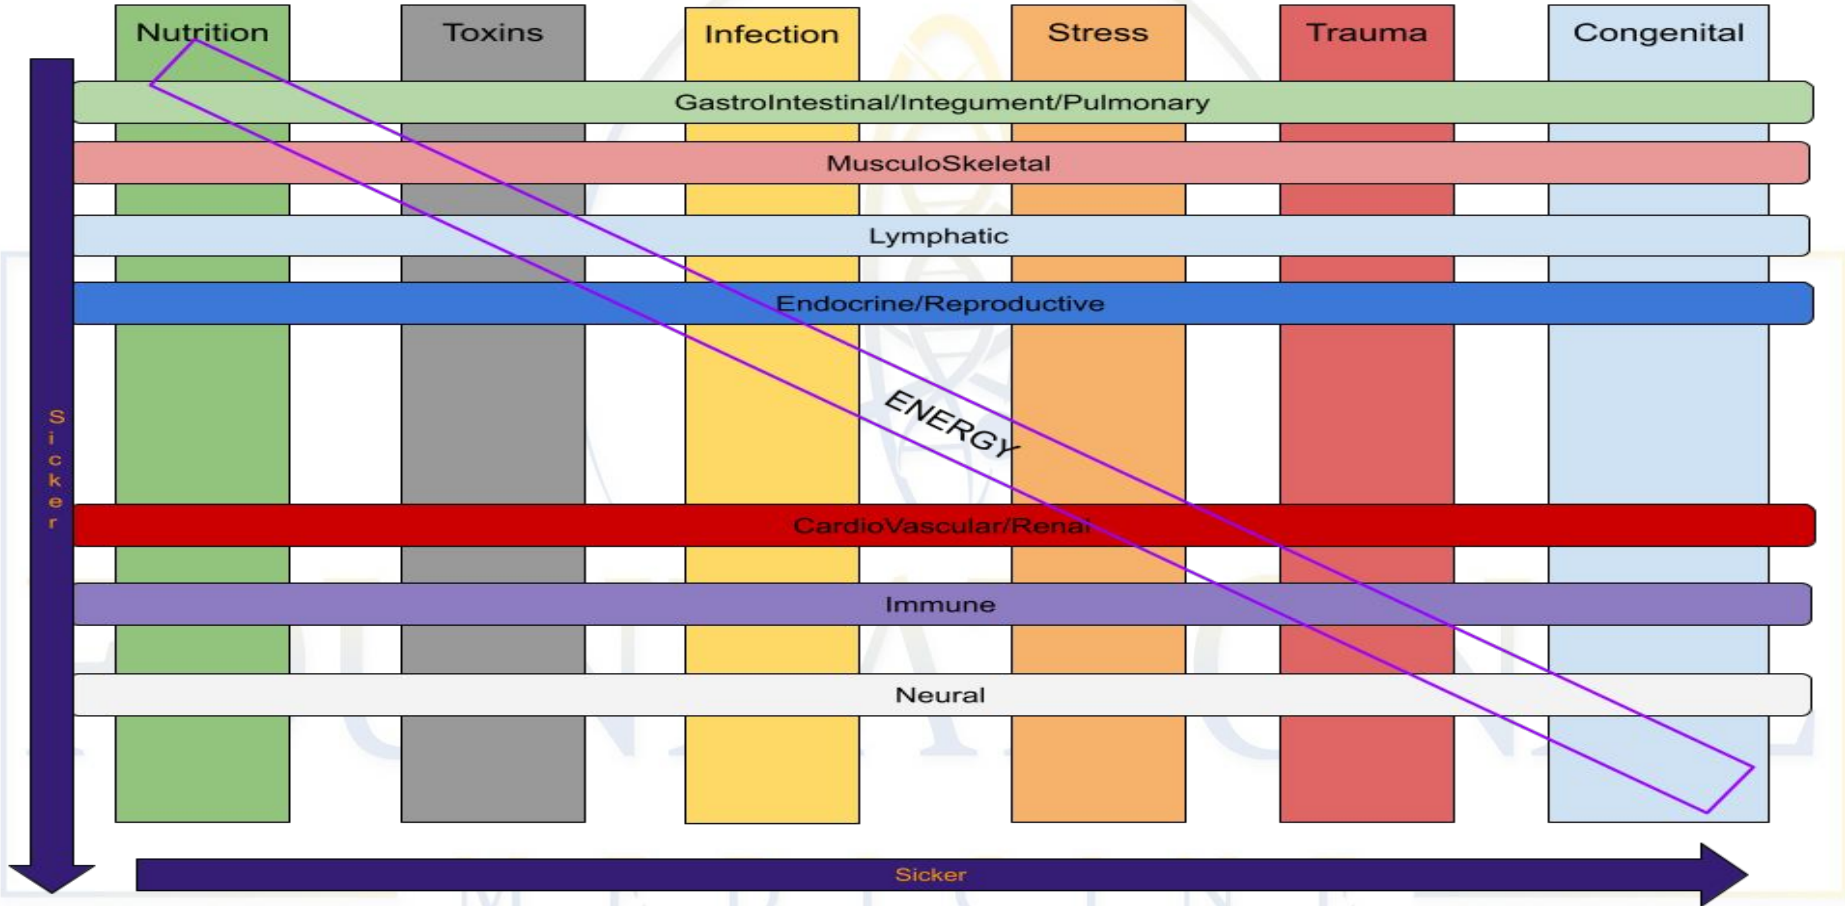 Nutrition
Toxins
Infection
Stress
Trauma
Congenital
GastroIntestinal/Integument/Pulmonary
MusculoSkeletal
Lymphatic
Endocrine/Reproductive
ENERGY
Sicker
CardioVascular/Renal
Immune
Neural
Sicker
MEDICINE